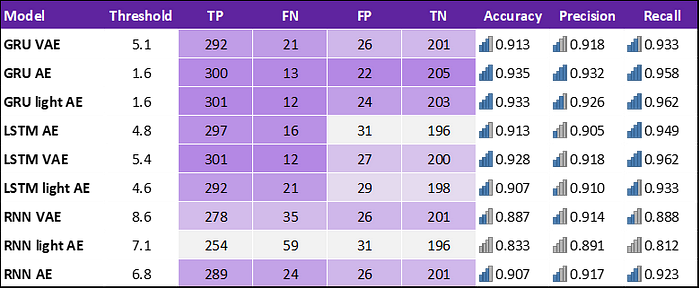 Model Threshold TP FN FP TN Accuracy Precision Recall
GRU VAE 5.1 292 21 26 201 0.913 0.918 0.933
GRU AE 1.6 300 13 22 205 0.935 0.932 0.958
GRU light AE 1.6 301 12 24 203 0.933 0.926 0.962
LSTM AE 4.8 297 16 31 196 0.913 0.905 0.949
LSTM VAE 5.4 301 12 27 200 0.928 0.918 0.962
LSTM light AE 4.6 292 21 29 198 0.907 0.910 0.933
RNN VAE 8.6 278 35 26 201 0.887 0.914 0.888
RNN light AE 7.1 254 59 31 196 0.833 0.891 0.812
RNN AE 6.8 289 24 26 201 0.907 0.917 0.923